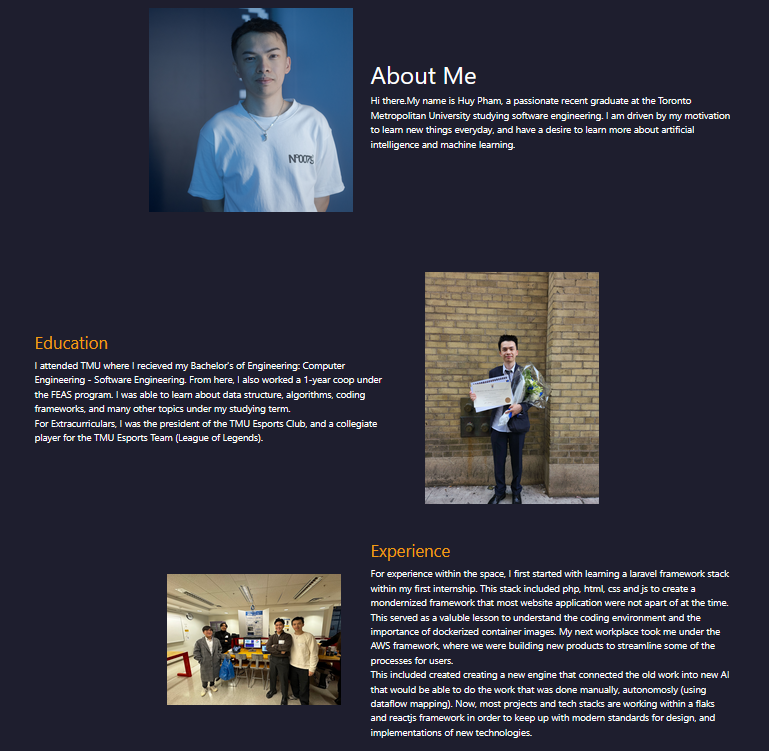 NºOO75
About Me
Hi there.My name is Huy Pham, a passionate recent graduate at the Toronto
Metropolitan University studying software engineering. I am driven by my motivation
to learn new things everyday, and have a desire to learn more about artificial
intelligence and machine learning.
Education
I attended TMU where I recieved my Bachelor's of Engineering: Computer
Engineering - Software Engineering. From here, I also worked a 1-year coop under
the FEAS program. I was able to learn about data structure, algorithms, coding
frameworks, and many other topics under my studying term.
For Extracurriculars, I was the president of the TMU Esports Club, and a collegiate
player for the TMU Esports Team (League of Legends).
Experience
For experience within the space, I first started with learning a laravel framework stack
within my first internship. This stack included php, html, css and js to create a
mondernized framework that most website application were not apart of at the time.
This served as a valuble lesson to understand the coding environment and the
importance of dockerized container images. My next workplace took me under the
AWS framework, where we were building new products to streamline some of the
processes for users.
This included created creating a new engine that connected the old work into new AI
that would be able to do the work that was done manually, autonomosly (using
dataflow mapping). Now, most projects and tech stacks are working within a flaks
and reactjs framework in order to keep up with modern standards for design, and
implementations of new technologies.